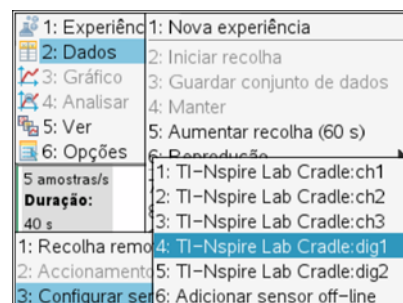 1: Experiênc
2: Dados
3: Gráfico
4: Analisar
5: Ver
6: Opções
1: Nova experiência
2: Iniciar recolha
3: Guardar conjunto de dados
4: Manter
5: Aumentar recolha (60 s)
6: Reprodução
5 amostras/s
Duração:
40 s
1: Recolha remo
2: Accionamento
3: Configurar ser
1: TI-Nspire Lab Cradle:ch1
2: TI-Nspire Lab Cradle:ch2
3: TI-Nspire Lab Cradle:ch3
4: TI-Nspire Lab Cradle:dig1
5: TI-Nspire Lab Cradle:dig2
6: Adicionar sensor off-line